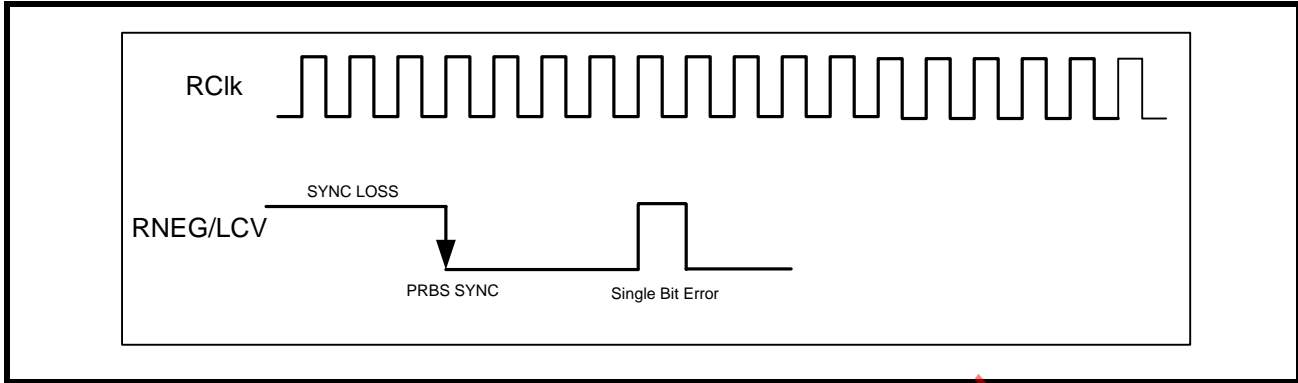 RClk
SYNC LOSS
RNEG/LCV
PRBS SYNC
Single Bit Error